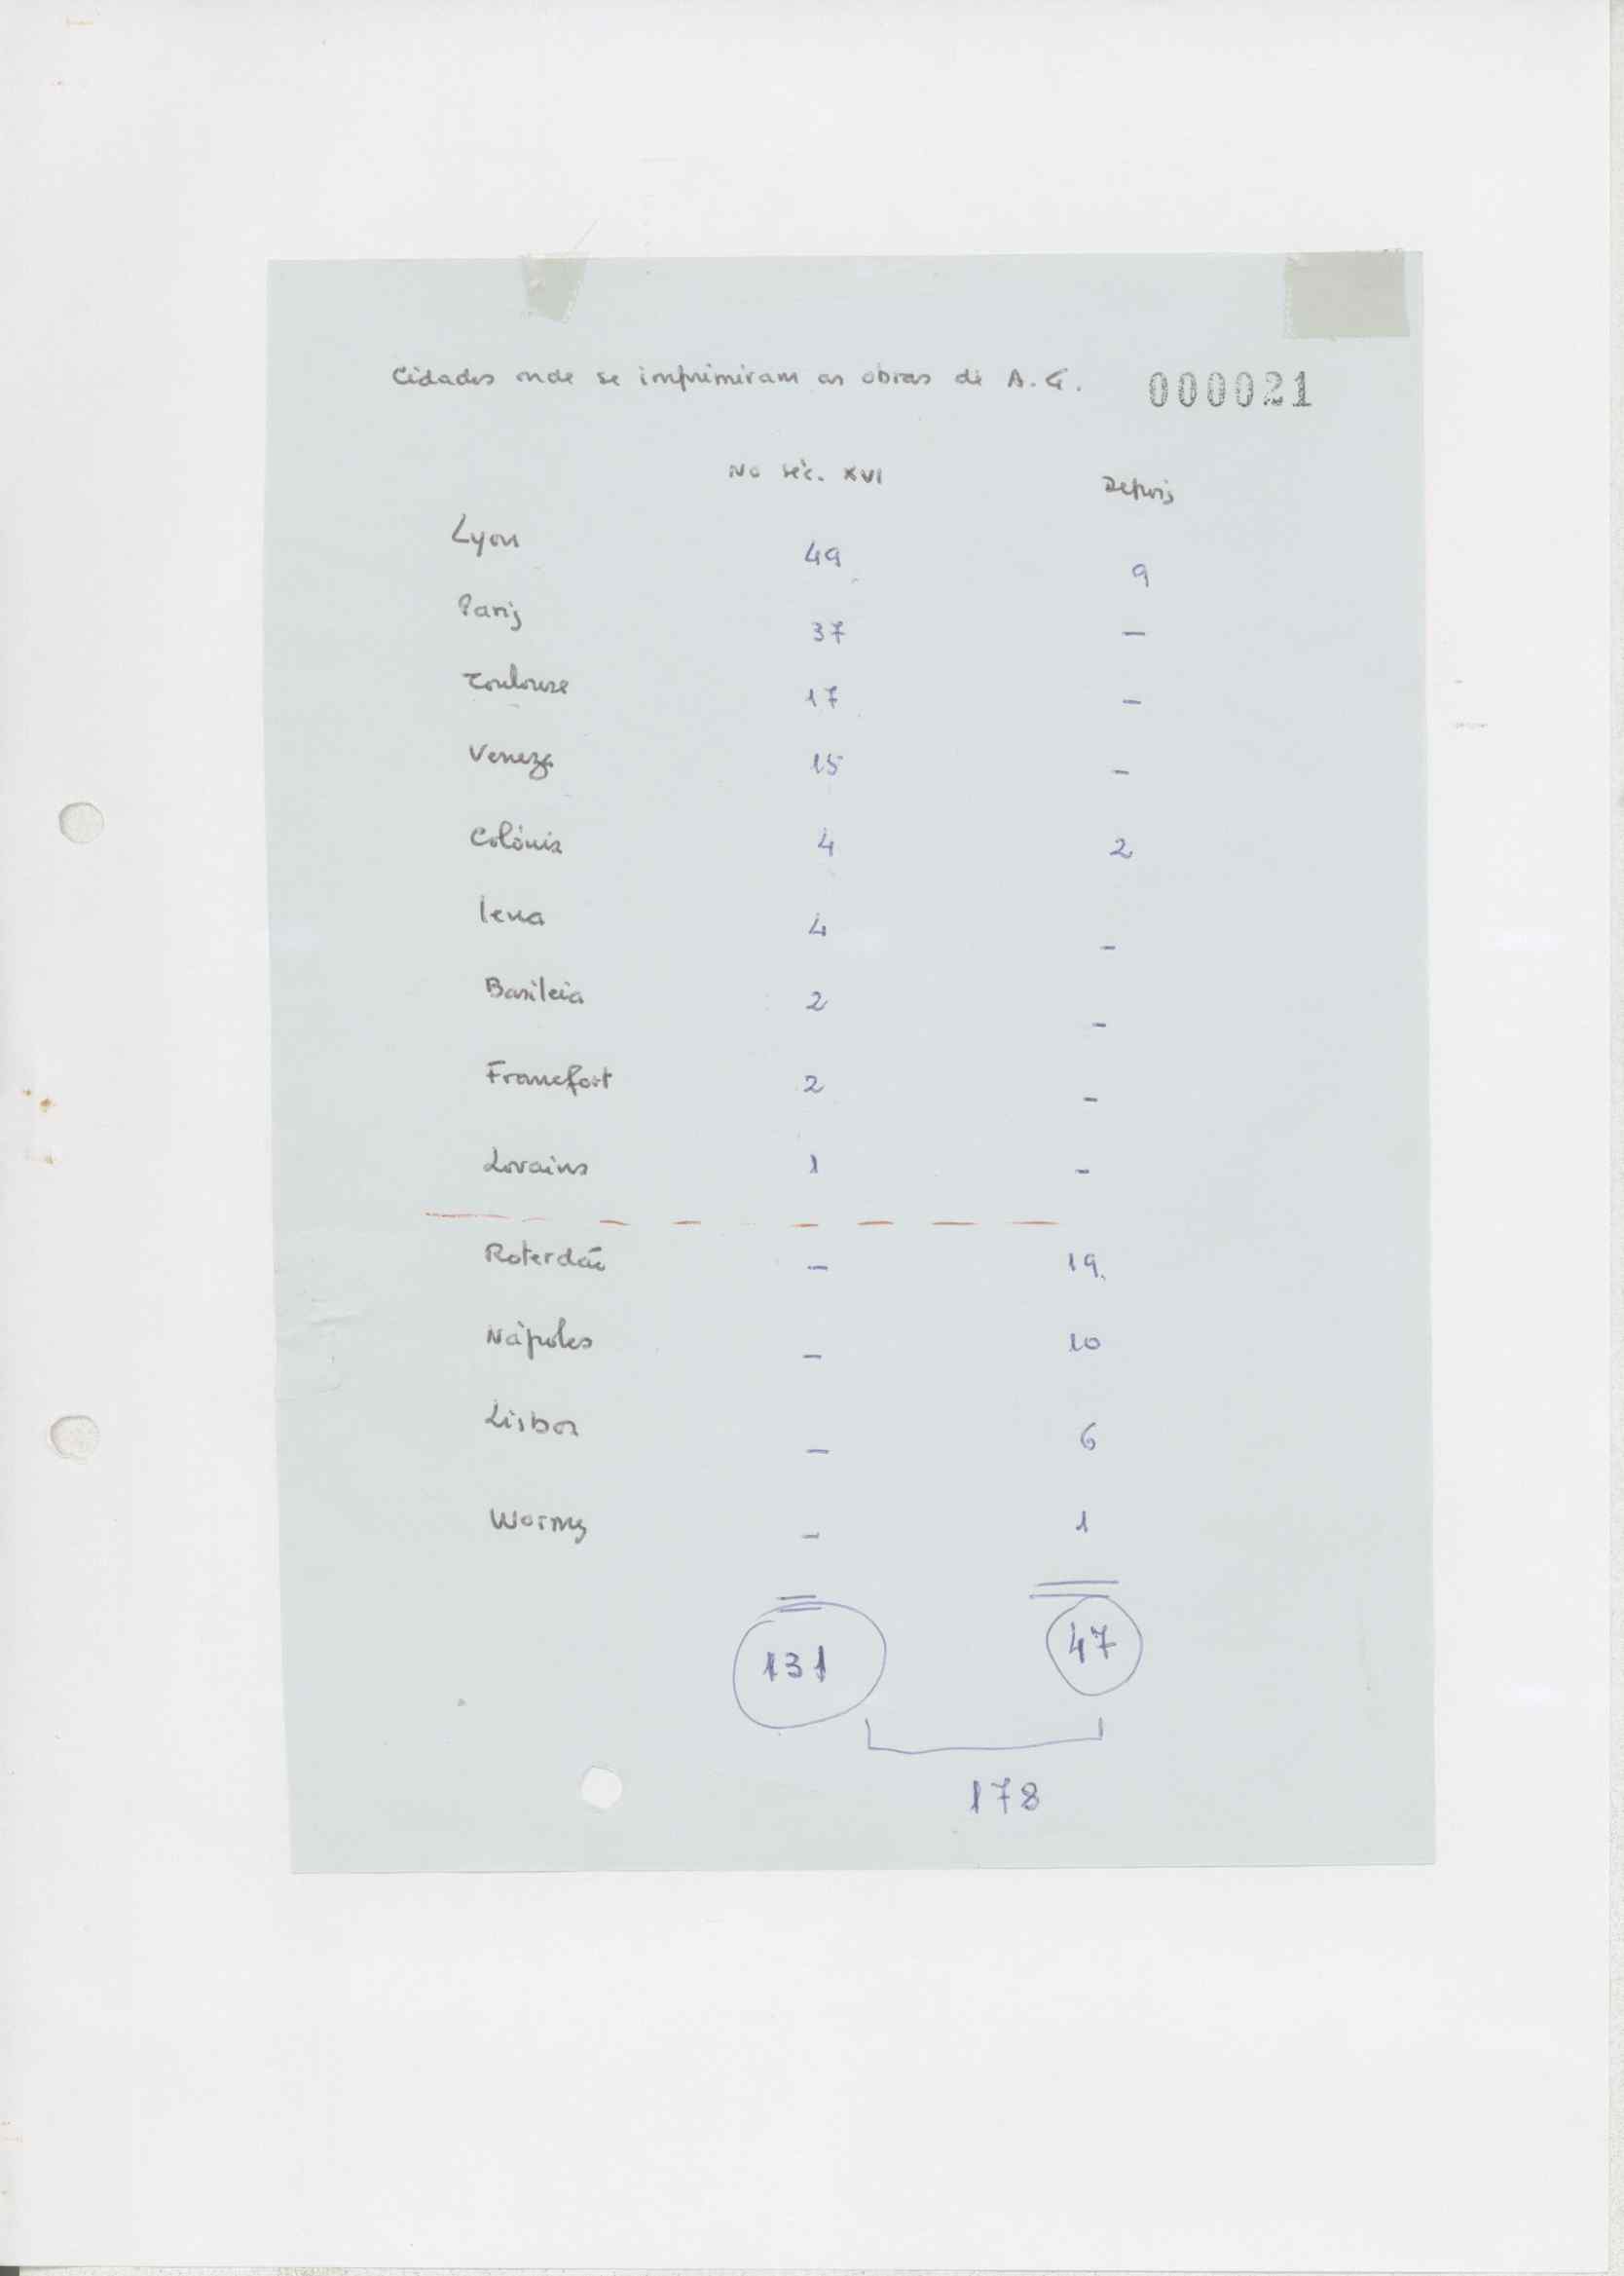 Cidades onde se imprimiram as obras de A. G. 000021
No séc. XVI Depois
Lyon 49 9
Paris 37 —
Toulouse 17 —
Veneza 15 —
Colónia 4 2
Iena 4 —
Basileia 2 —
Francfort 2 —
Lovaina 1 —
Roterdão — 19
Nápoles — 10
Lisboa — 6
Worms — 1
131 47
178